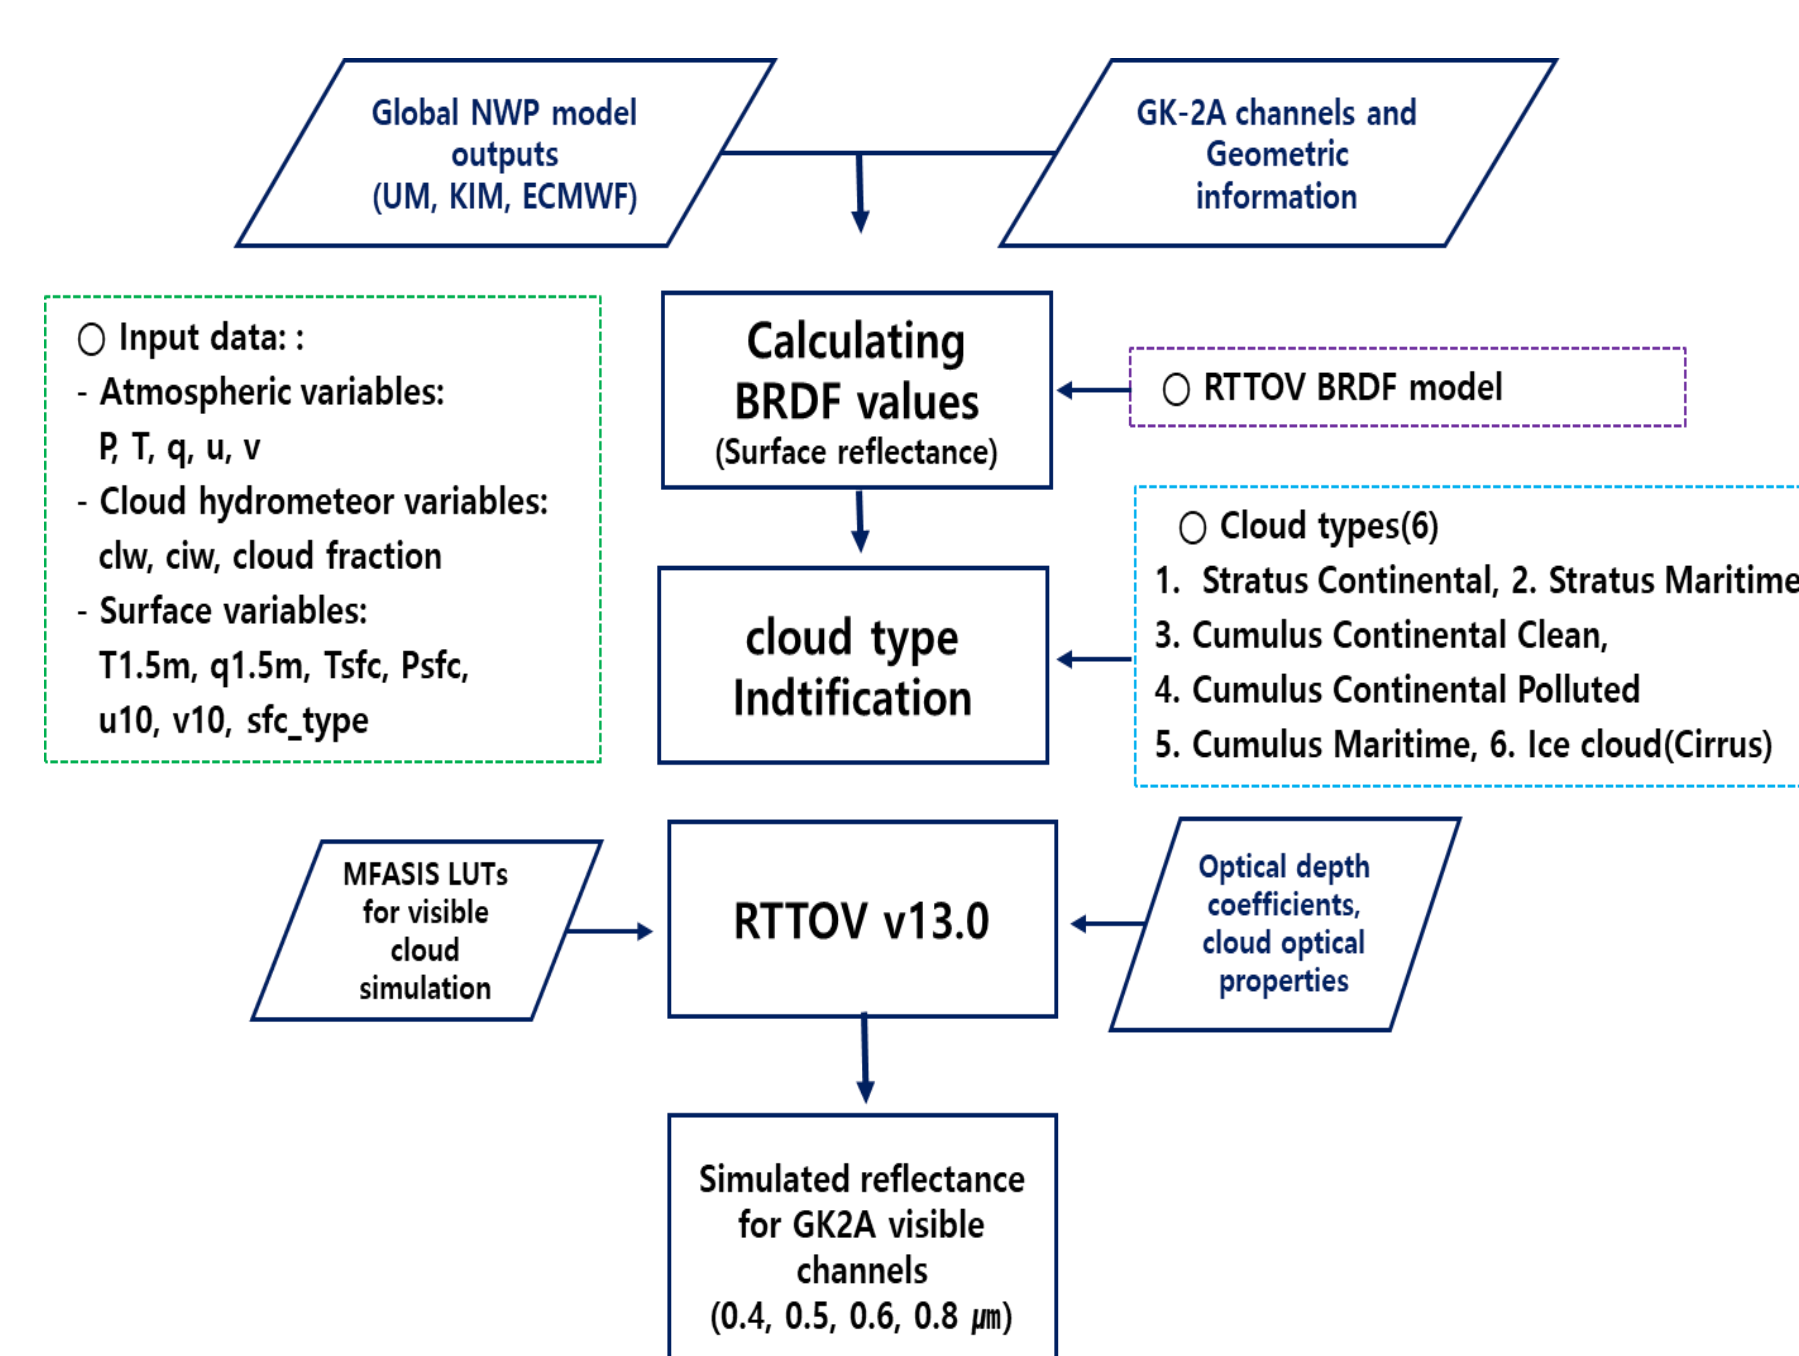 Global NWP model
outputs
(UM, KIM, ECMWF)
GK-2A channels and
Geometric
information
○ Input data: :
- Atmospheric variables:
P, T, q, u, v
- Cloud hydrometeor variables:
clw, ciw, cloud fraction
- Surface variables:
T1.5m, q1.5m, Tsfc, Psfc,
u10, v10, sfc_type
Calculating
BRDF values
(Surface reflectance)
○ RTTOV BRDF model
cloud type
Indtification
○ Cloud types(6)
1. Stratus Continental, 2. Stratus Maritime
3. Cumulus Continental Clean,
4. Cumulus Continental Polluted
5. Cumulus Maritime, 6. Ice cloud(Cirrus)
MFASIS LUTs
for visible
cloud
simulation
RTTOV v13.0
Optical depth
coefficients,
cloud optical
properties
Simulated reflectance
for GK2A visible
channels
(0.4, 0.5, 0.6, 0.8 ㎛)